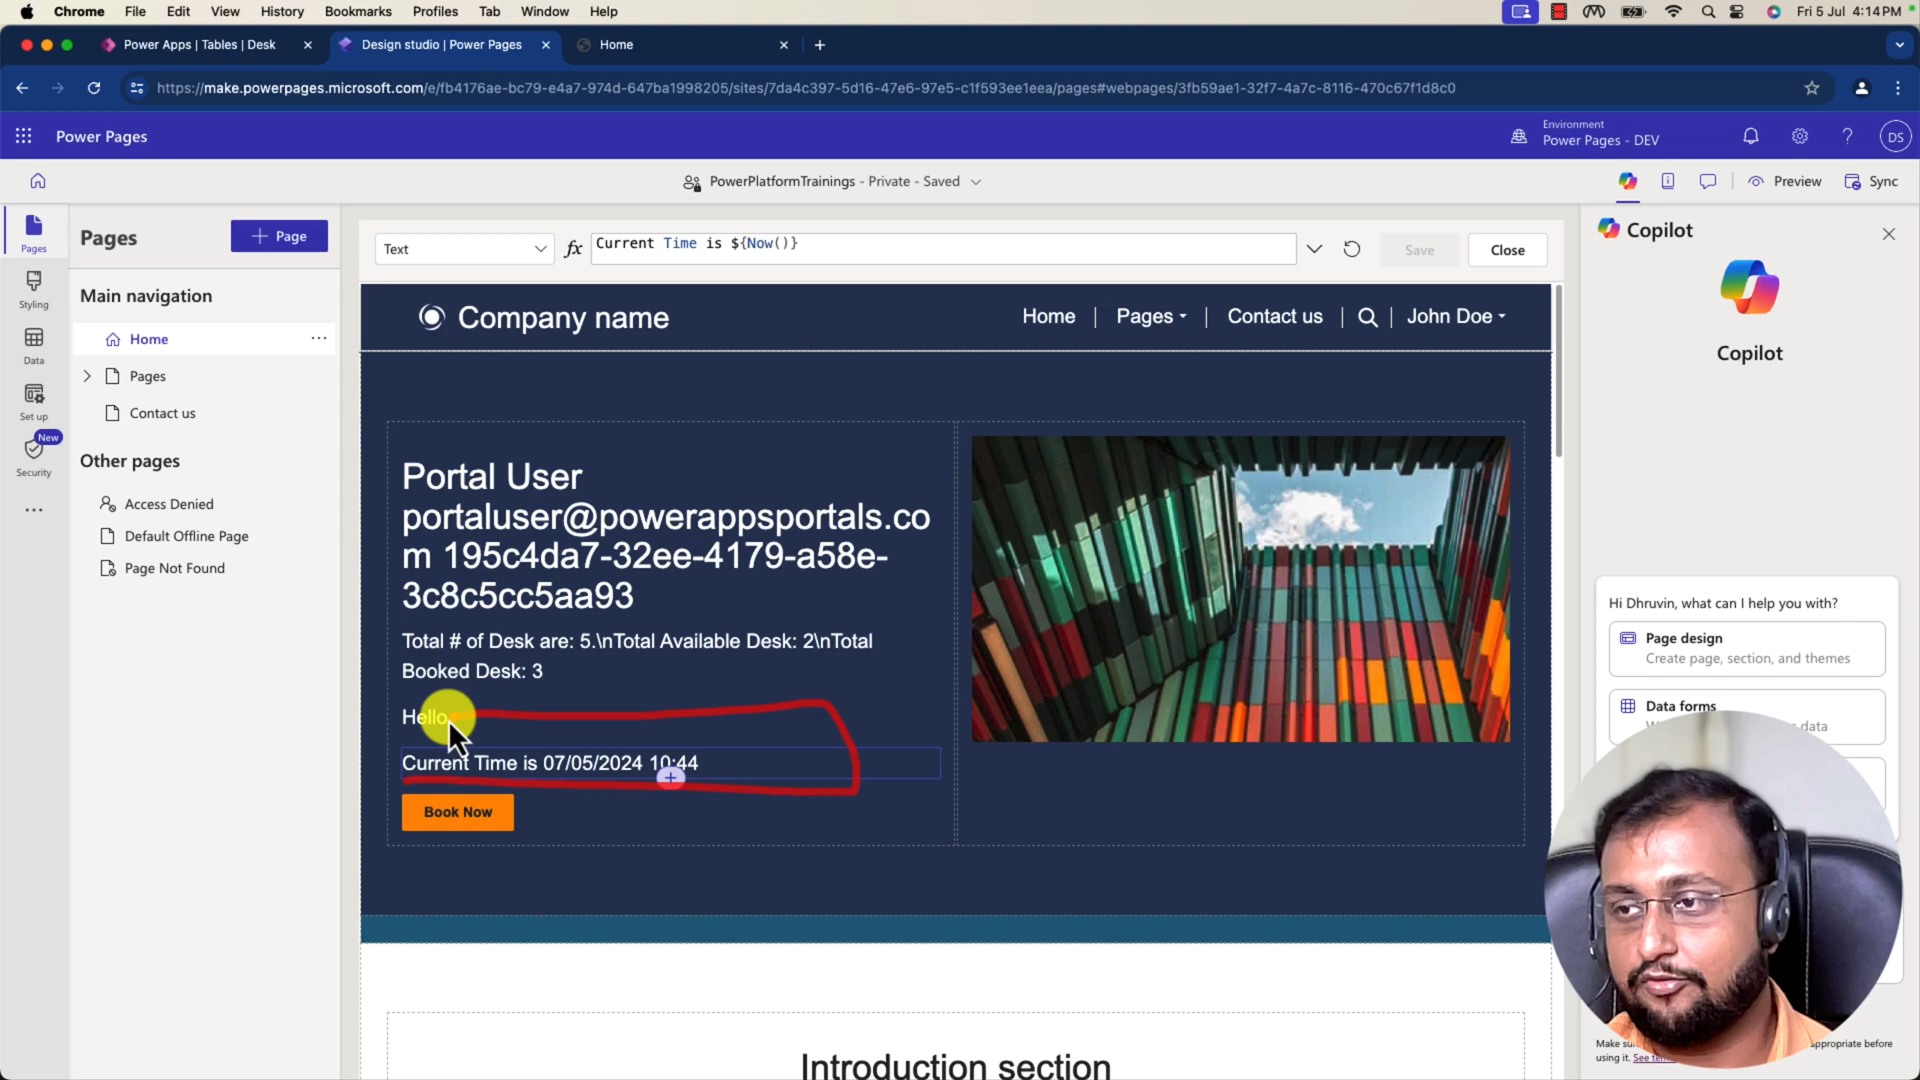 Chrome File Edit View History Bookmarks Profiles Tab Window Help Fri 5 Jul 4:14 PM
Power Apps | Tables | Desk Design studio | Power Pages Home
https://make.powerpages.microsoft.com/e/fb4176ae-bc79-e4a7-974d-647ba1998205/sites/7da4c397-5d16-47e6-97e5-c1f593ee1eea/pages#webpages/3fb59ae1-32f7-4a7c-8116-470c67f1d8c0
Power Pages
Environment
Power Pages - DEV
DS
PowerPlatformTrainings - Private - Saved
Preview Sync
Pages
Styling
Data
Set up
New
Security
Pages
+ Page
Main navigation
Home
Pages
Contact us
Other pages
Access Denied
Default Offline Page
Page Not Found
Text
fx
Current Time is ${Now()}
Save
Close
Company name
Home | Pages | Contact us | John Doe
Portal User
portaluser@powerappsportals.co
m 195c4da7-32ee-4179-a58e-
3c8c5cc5aa93
Total # of Desk are: 5.\nTotal Available Desk: 2\nTotal
Booked Desk: 3
Hello
Current Time is 07/05/2024 10:44
Book Now
Introduction section
Copilot
Copilot
Hi Dhruvin, what can I help you with?
Page design
Create page, section, and themes
Data forms
data
Make su
appropriate before
using it. See